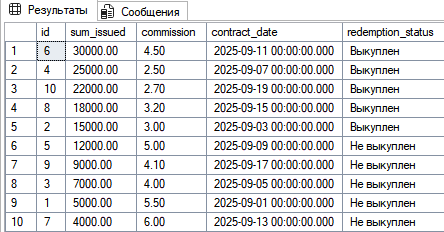 Результаты Сообщения
id sum_issued commission contract_date redemption_status
1 6 30000.00 4.50 2025-09-11 00:00:00.000 Выкуплен
2 4 25000.00 2.50 2025-09-07 00:00:00.000 Выкуплен
3 10 22000.00 2.70 2025-09-19 00:00:00.000 Выкуплен
4 8 18000.00 3.20 2025-09-15 00:00:00.000 Выкуплен
5 2 15000.00 3.00 2025-09-03 00:00:00.000 Выкуплен
6 5 12000.00 5.00 2025-09-09 00:00:00.000 Не выкуплен
7 9 9000.00 4.10 2025-09-17 00:00:00.000 Не выкуплен
8 3 7000.00 4.00 2025-09-05 00:00:00.000 Не выкуплен
9 1 5000.00 5.50 2025-09-01 00:00:00.000 Не выкуплен
10 7 4000.00 6.00 2025-09-13 00:00:00.000 Не выкуплен